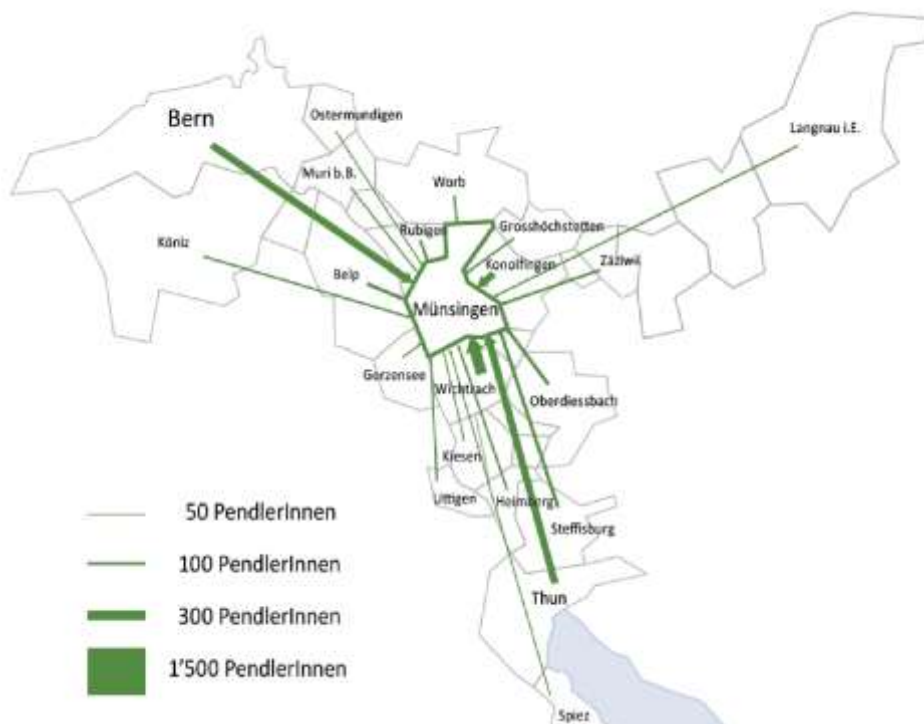 Ostermundigen
Bern
Langnau i.E.
Muri b.B.
Worb
Rubigen
Grosshöchstetten
Köniz
Konolfingen
Zäziwil
Belp
Münsingen
Gerzensee
Wichtrach
Oberdiessbach
Kiesen
Uttigen
Heimberg
Steffisburg
50 PendlerInnen
100 PendlerInnen
300 PendlerInnen
1'500 PendlerInnen
Thun
Spiez